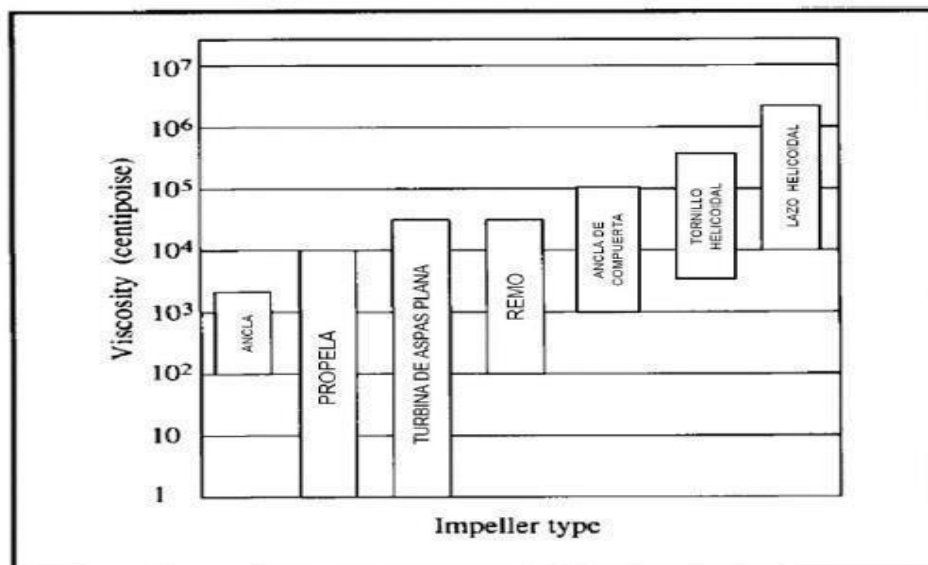 Viscosity (centipoise)
10⁷
10⁶
10⁵
10⁴
10³
10²
10
1
ANCLA
PROPELA
TURBINA DE ASPAS PLANA
REMO
ANCLA DE
COMPUERTA
TORNILLO
HELICOIDAL
LAZO HELICOIDAL
Impeller type